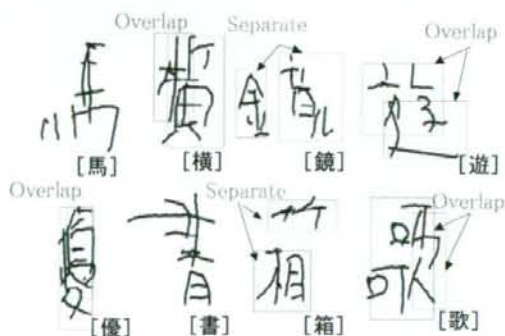 Overlap Separate Overlap
[馬] [横] [鏡] [遊]
Overlap Separate Overlap
[優] [書] [箱] [歌]